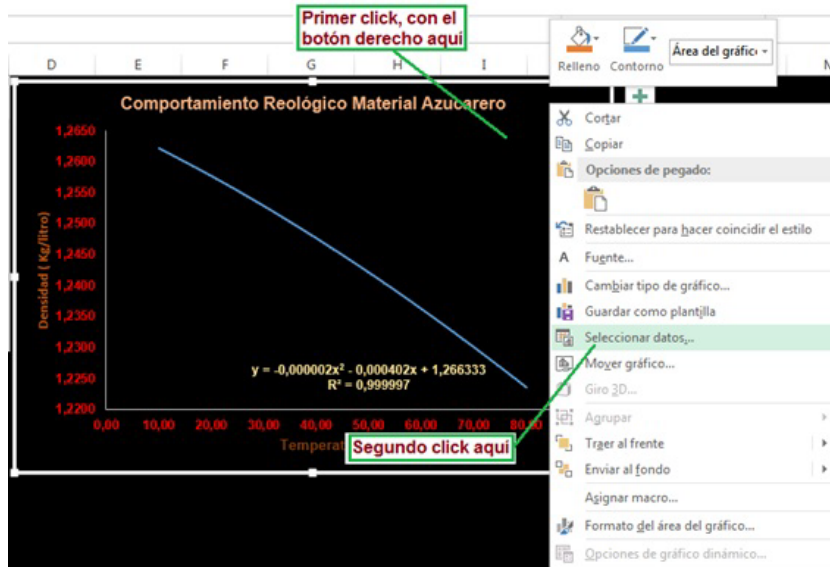 Primer click, con el
botón derecho aquí
Relleno
Contorno
Área del gráfico
D
E
F
G
H
I
Comportamiento Reológico Material Azucarero
1,2650
1,2600
1,2550
1,2500
1,2450
1,2400
1,2350
1,2300
1,2250
1,2200
Densidad ( Kg/litro)
y = -0,000002x² - 0,000402x + 1,266333
R² = 0,999997
0,00
10,00
20,00
30,00
40,00
50,00
60,00
70,00
80,00
Segundo click aquí
Cortar
Copiar
Opciones de pegado:
Restablecer para hacer coincidir el estilo
Fuente...
Cambiar tipo de gráfico...
Guardar como plantilla
Seleccionar datos...
Mover gráfico...
Giro 3D...
Agrupar
Traer al frente
Enviar al fondo
Asignar macro...
Formato del área del gráfico...
Opciones de gráfico dinámico...